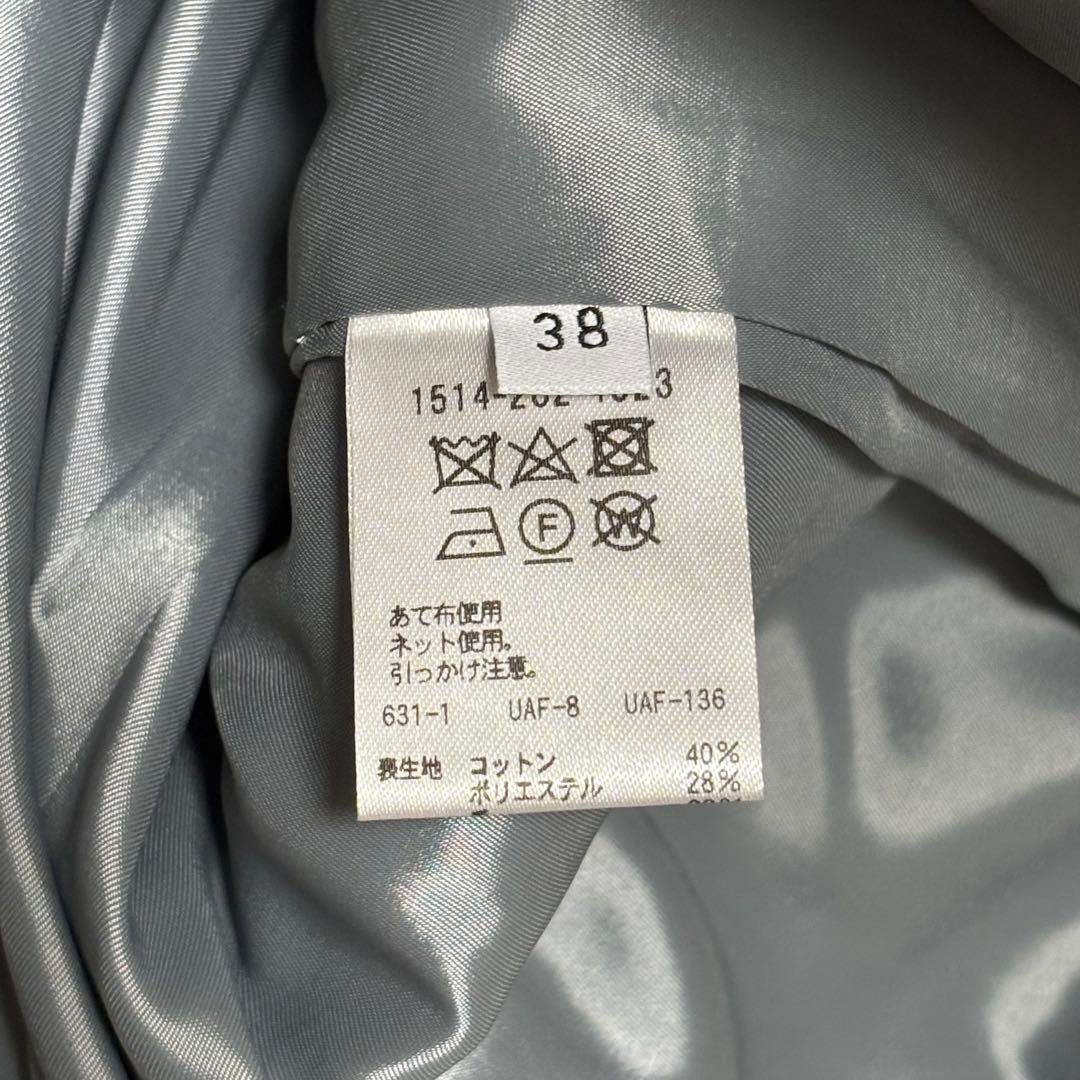 38
あて布使用
ネット使用。
引っかけ注意。
631-1 UAF-8 UAF-136
表生地 コットン 40%
ポリエステル 28%